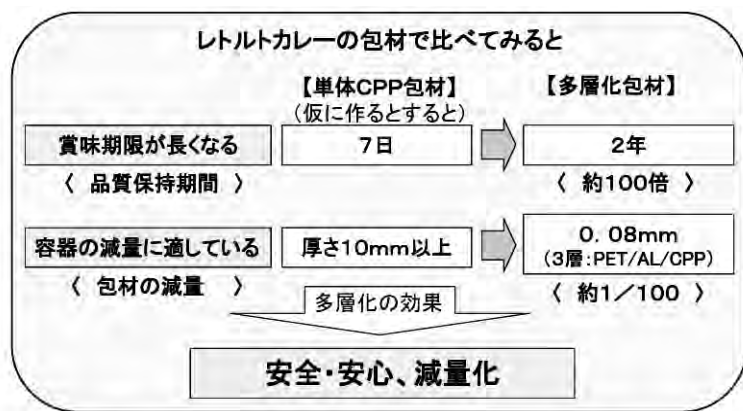 レトルトカレーの包材で比べてみると
【単体CPP包材】
(仮に作るとすると)
【多層化包材】
賞味期限が長くなる
7日
2年
〈 品質保持期間 〉
〈 約100倍 〉
容器の減量に適している
厚さ10mm以上
0.08mm
(3層:PET/AL/CPP)
〈 包材の減量 〉
〈 約1/100 〉
多層化の効果
安全・安心、減量化